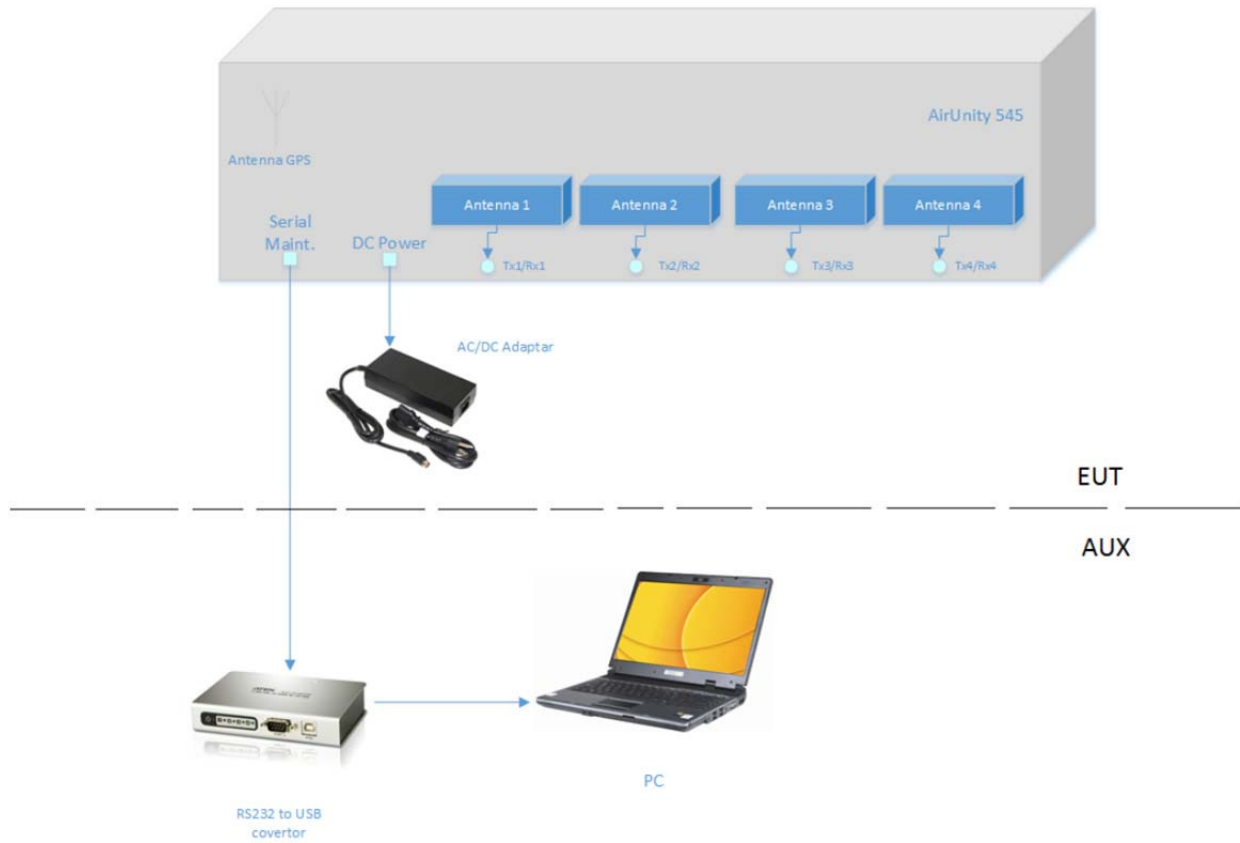 AirUnity 545
Antenna GPS
Antenna 1
Antenna 2
Antenna 3
Antenna 4
Serial
Maint.
DC Power
Tx1/Rx1
Tx2/Rx2
Tx3/Rx3
Tx4/Rx4
AC/DC Adaptar
EUT
AUX
PC
RS232 to USB
covertor